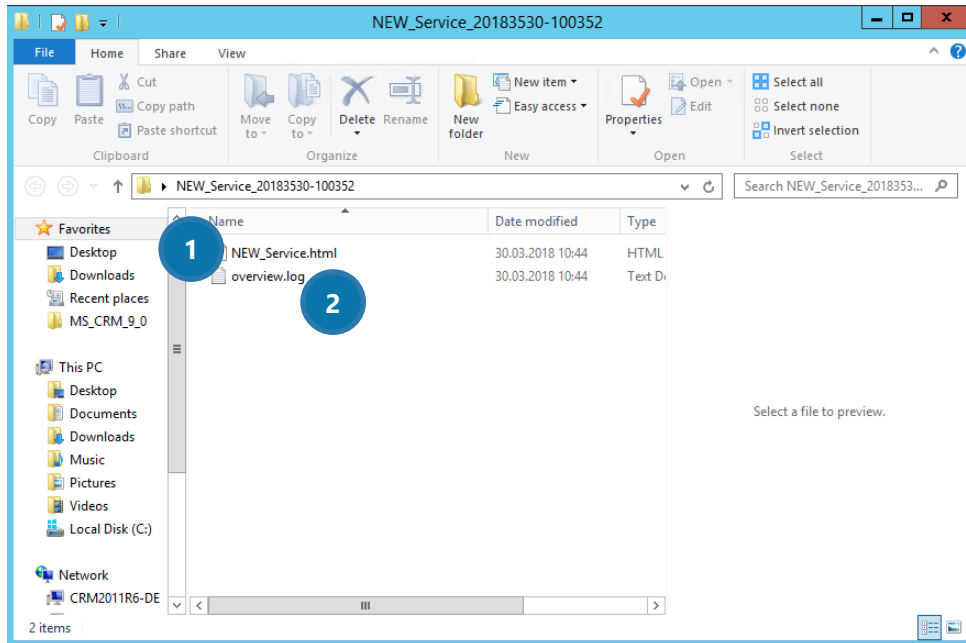 NEW_Service_20183530-100352
File Home Share View
Copy
Paste
Cut
Copy path
Paste shortcut
Clipboard
Move to
Copy to
Delete
Rename
Organize
New folder
New item
Easy access
New
Properties
Open
Edit
Open
Select all
Select none
Invert selection
Select
NEW_Service_20183530-100352
Search NEW_Service_2018353...
Favorites
Desktop
Downloads
Recent places
MS_CRM_9_0
This PC
Desktop
Documents
Downloads
Music
Pictures
Videos
Local Disk (C:)
Network
CRM2011R6-DE
Name Date modified Type
1
NEW_Service.html 30.03.2018 10:44 HTML
overview.log 30.03.2018 10:44 Text D
2
Select a file to preview.
2 items